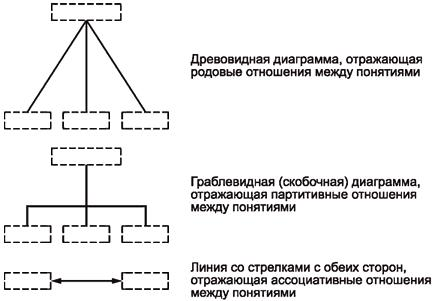 Древовидная диаграмма, отражающая
родовые отношения между понятиями
Граблевидная (скобочная) диаграмма,
отражающая партитивные отношения
между понятиями
Линия со стрелками с обеих сторон,
отражающая ассоциативные отношения
между понятиями